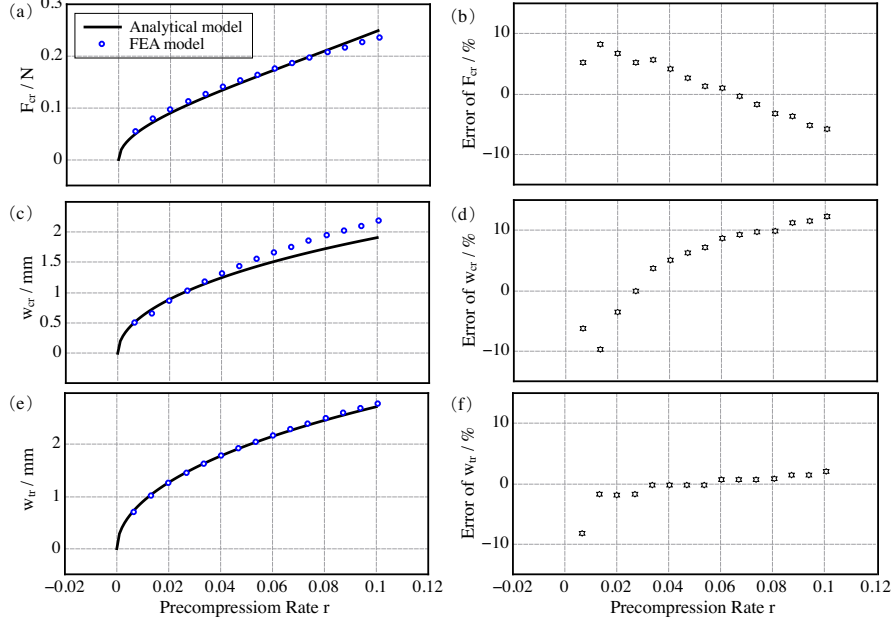 (a)
0.3
0.2
0.1
0
F_cr / N
Analytical model
FEA model
(b)
10
0
−10
Error of F_cr / %
(c)
2
1.5
1
0.5
0
w_cr / mm
(d)
10
0
−10
Error of w_cr / %
(e)
2
1
0
w_tr / mm
−0.02 0 0.02 0.04 0.06 0.08 0.1 0.12
Precompressiom Rate r
(f)
10
0
−10
Error of w_tr / %
−0.02 0 0.02 0.04 0.06 0.08 0.1 0.12
Precompression Rate r